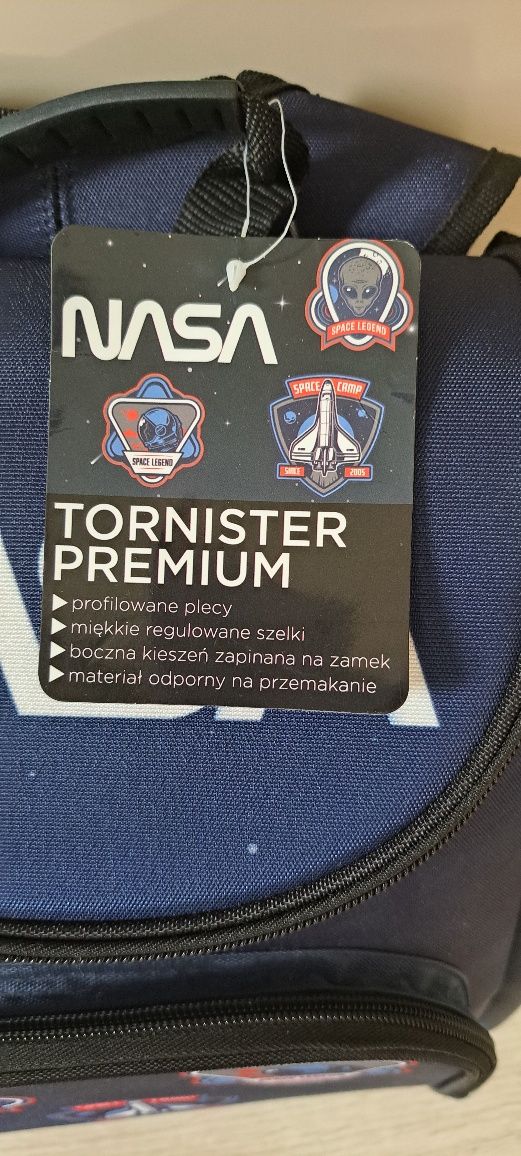 NASA
SPACE LEGEND
SPACE LEGEND
SPACE CAMP
SINCE 2005
TORNISTER
PREMIUM
▶ profilowane plecy
▶ miękkie regulowane szelki
▶ boczna kieszeń zapinana na zamek
▶ materiał odporny na przemakanie